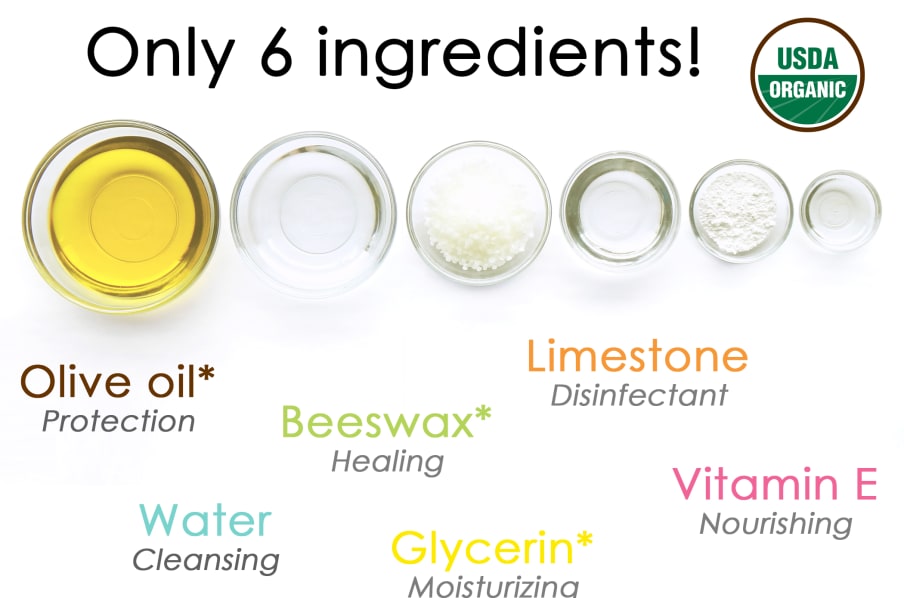 Only 6 ingredients!
USDA
ORGANIC
Olive oil*
Protection
Limestone
Disinfectant
Beeswax*
Healing
Vitamin E
Nourishing
Water
Cleansing
Glycerin*
Moisturizing